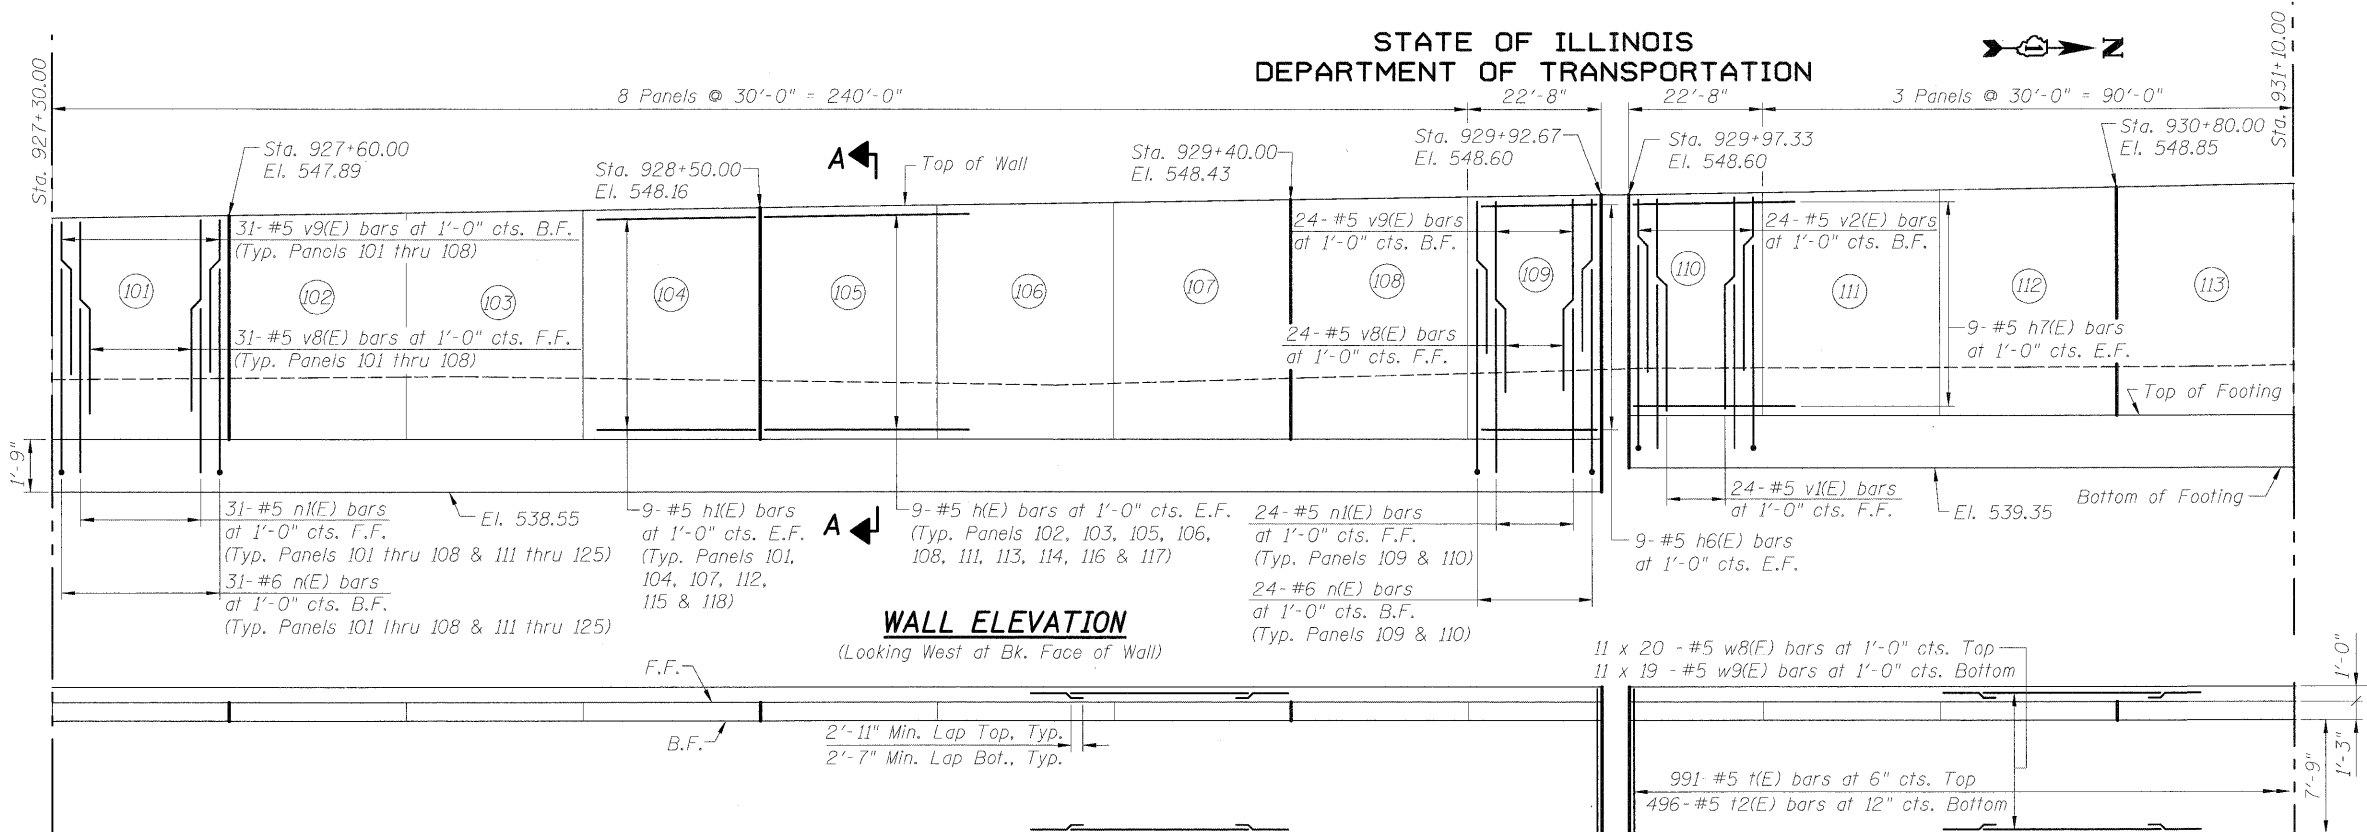 STATE OF ILLINOIS
DEPARTMENT OF TRANSPORTATION
N
Sta. 927+30.00
8 Panels @ 30'-0" = 240'-0"
22'-8"
22'-8"
3 Panels @ 30'-0" = 90'-0"
Sta. 931+10.00
Sta. 927+60.00
El. 547.89
Sta. 928+50.00
El. 548.16
A
Top of Wall
Sta. 929+40.00
El. 548.43
Sta. 929+92.67
El. 548.60
Sta. 929+97.33
El. 548.60
Sta. 930+80.00
El. 548.85
31-#5 v9(E) bars at 1'-0" cts. B.F.
(Typ. Panels 101 thru 108)
24-#5 v9(E) bars
at 1'-0" cts. B.F.
24-#5 v2(E) bars
at 1'-0" cts. B.F.
101
102
103
104
105
106
107
108
109
110
111
112
113
31-#5 v8(E) bars at 1'-0" cts. F.F.
(Typ. Panels 101 thru 108)
24-#5 v8(E) bars
at 1'-0" cts. F.F.
9-#5 h7(E) bars
at 1'-0" cts. E.F.
Top of Footing
1'-9"
31-#5 n1(E) bars
at 1'-0" cts. F.F.
(Typ. Panels 101 thru 108 & 111 thru 125)
31-#6 n(E) bars
at 1'-0" cts. B.F.
(Typ. Panels 101 thru 108 & 111 thru 125)
El. 538.55
9-#5 h1(E) bars
at 1'-0" cts. E.F.
(Typ. Panels 101,
104, 107, 112,
115 & 118)
A
9-#5 h(E) bars at 1'-0" cts. E.F.
(Typ. Panels 102, 103, 105, 106,
108, 111, 113, 114, 116 & 117)
24-#5 n1(E) bars
at 1'-0" cts. F.F.
(Typ. Panels 109 & 110)
24-#6 n(E) bars
at 1'-0" cts. B.F.
(Typ. Panels 109 & 110)
9-#5 h6(E) bars
at 1'-0" cts. E.F.
24-#5 v1(E) bars
at 1'-0" cts. F.F.
El. 539.35
Bottom of Footing
WALL ELEVATION
(Looking West at Bk. Face of Wall)
F.F.
B.F.
2'-11" Min. Lap Top, Typ.
2'-7" Min. Lap Bot., Typ.
11 x 20 -#5 w8(E) bars at 1'-0" cts. Top
11 x 19 -#5 w9(E) bars at 1'-0" cts. Bottom
991-#5 t(E) bars at 6" cts. Top
496-#5 t2(E) bars at 12" cts. Bottom
1'-0"
1'-3"
7'-9"